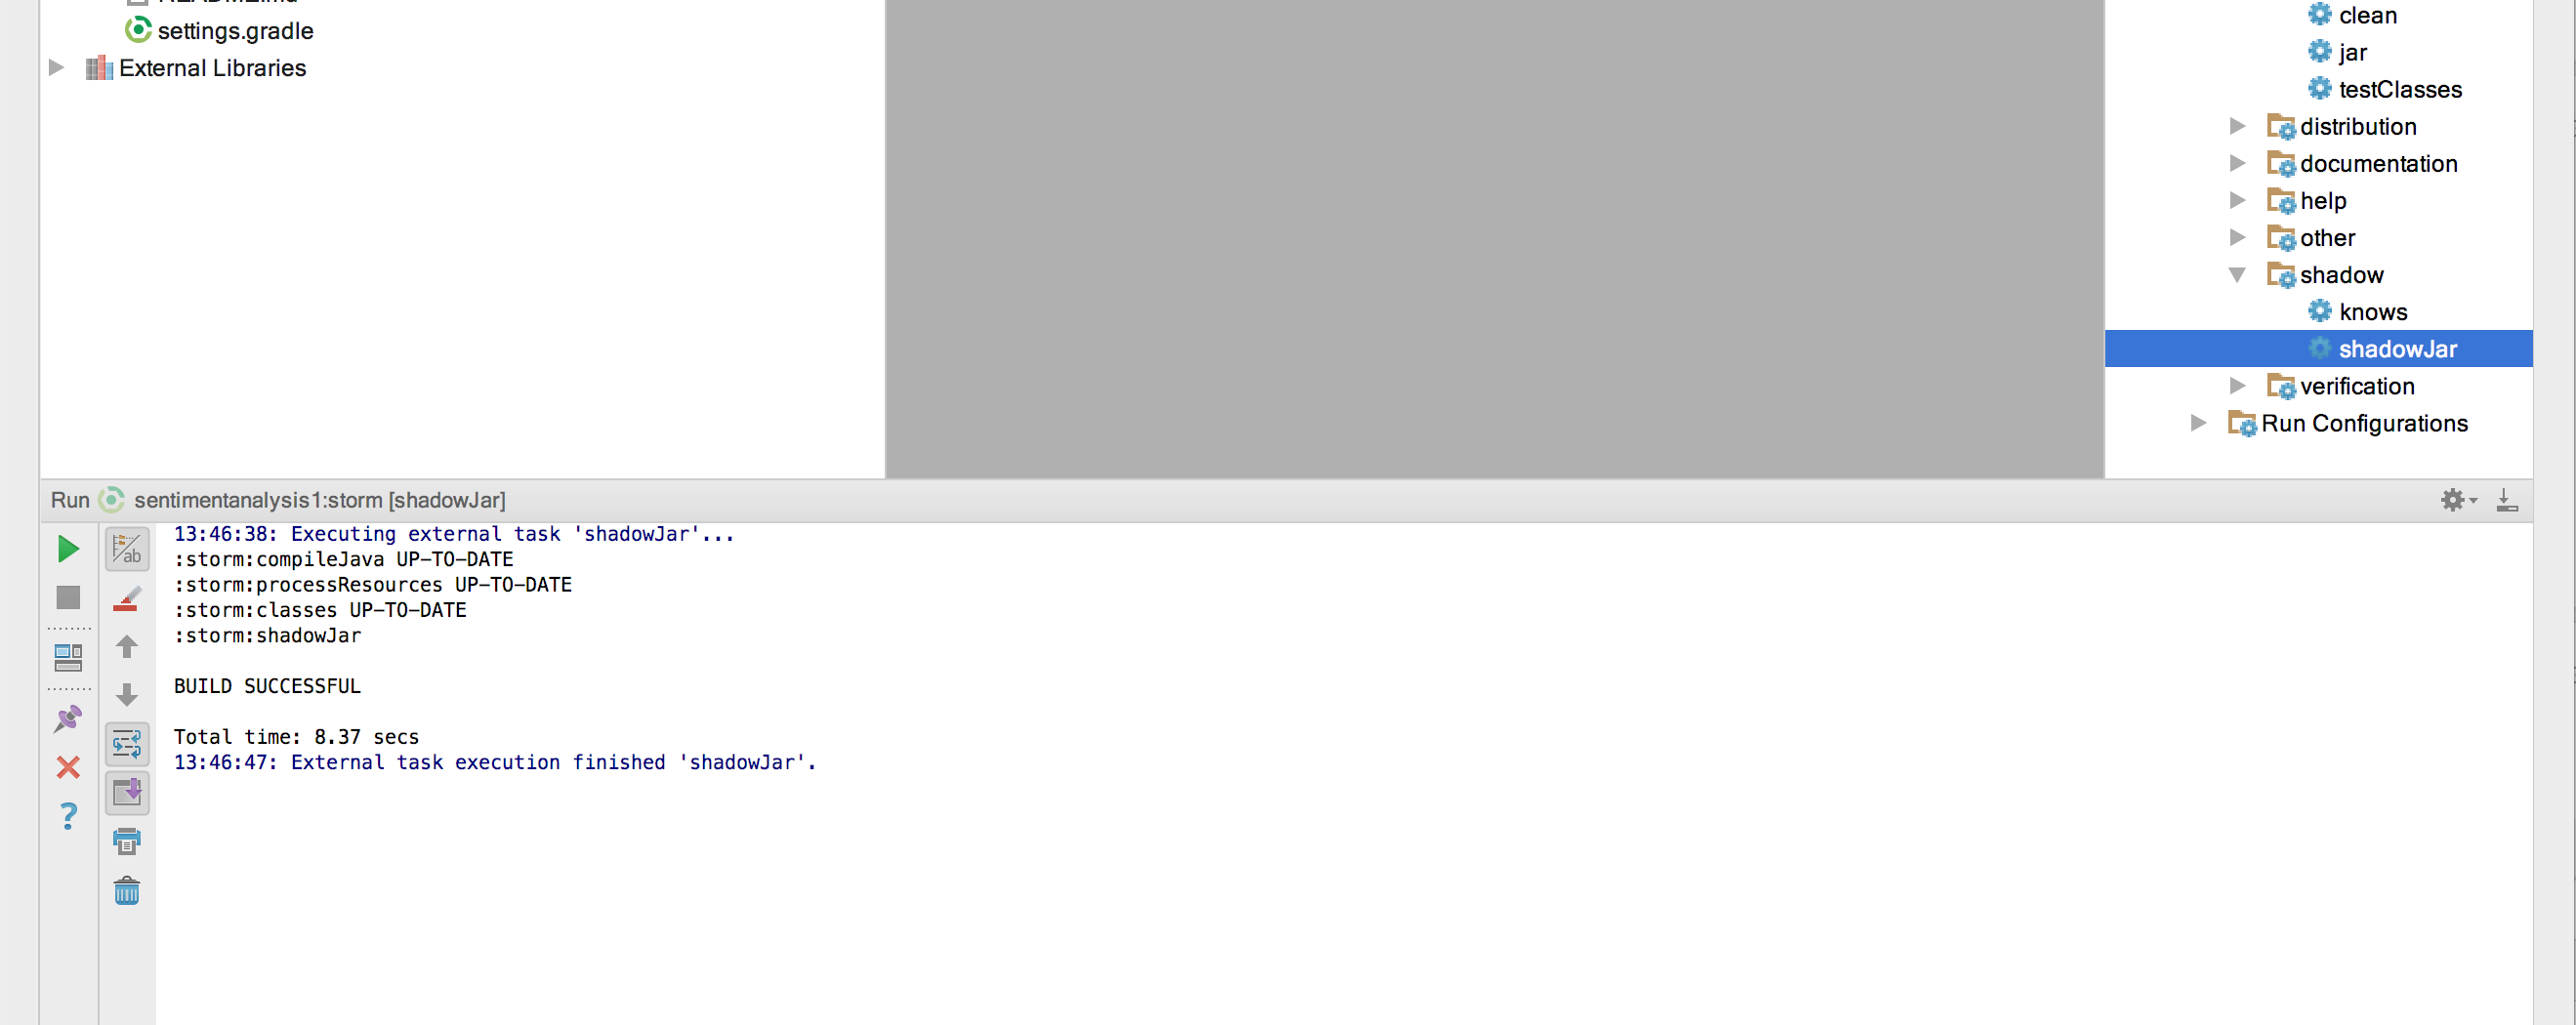 README.md
settings.gradle
External Libraries
clean
jar
testClasses
distribution
documentation
help
other
shadow
knows
shadowJar
verification
Run Configurations
Run sentimentanalysis1:storm [shadowJar]
13:46:38: Executing external task 'shadowJar'...
:storm:compileJava UP-TO-DATE
:storm:processResources UP-TO-DATE
:storm:classes UP-TO-DATE
:storm:shadowJar
BUILD SUCCESSFUL
Total time: 8.37 secs
13:46:47: External task execution finished 'shadowJar'.